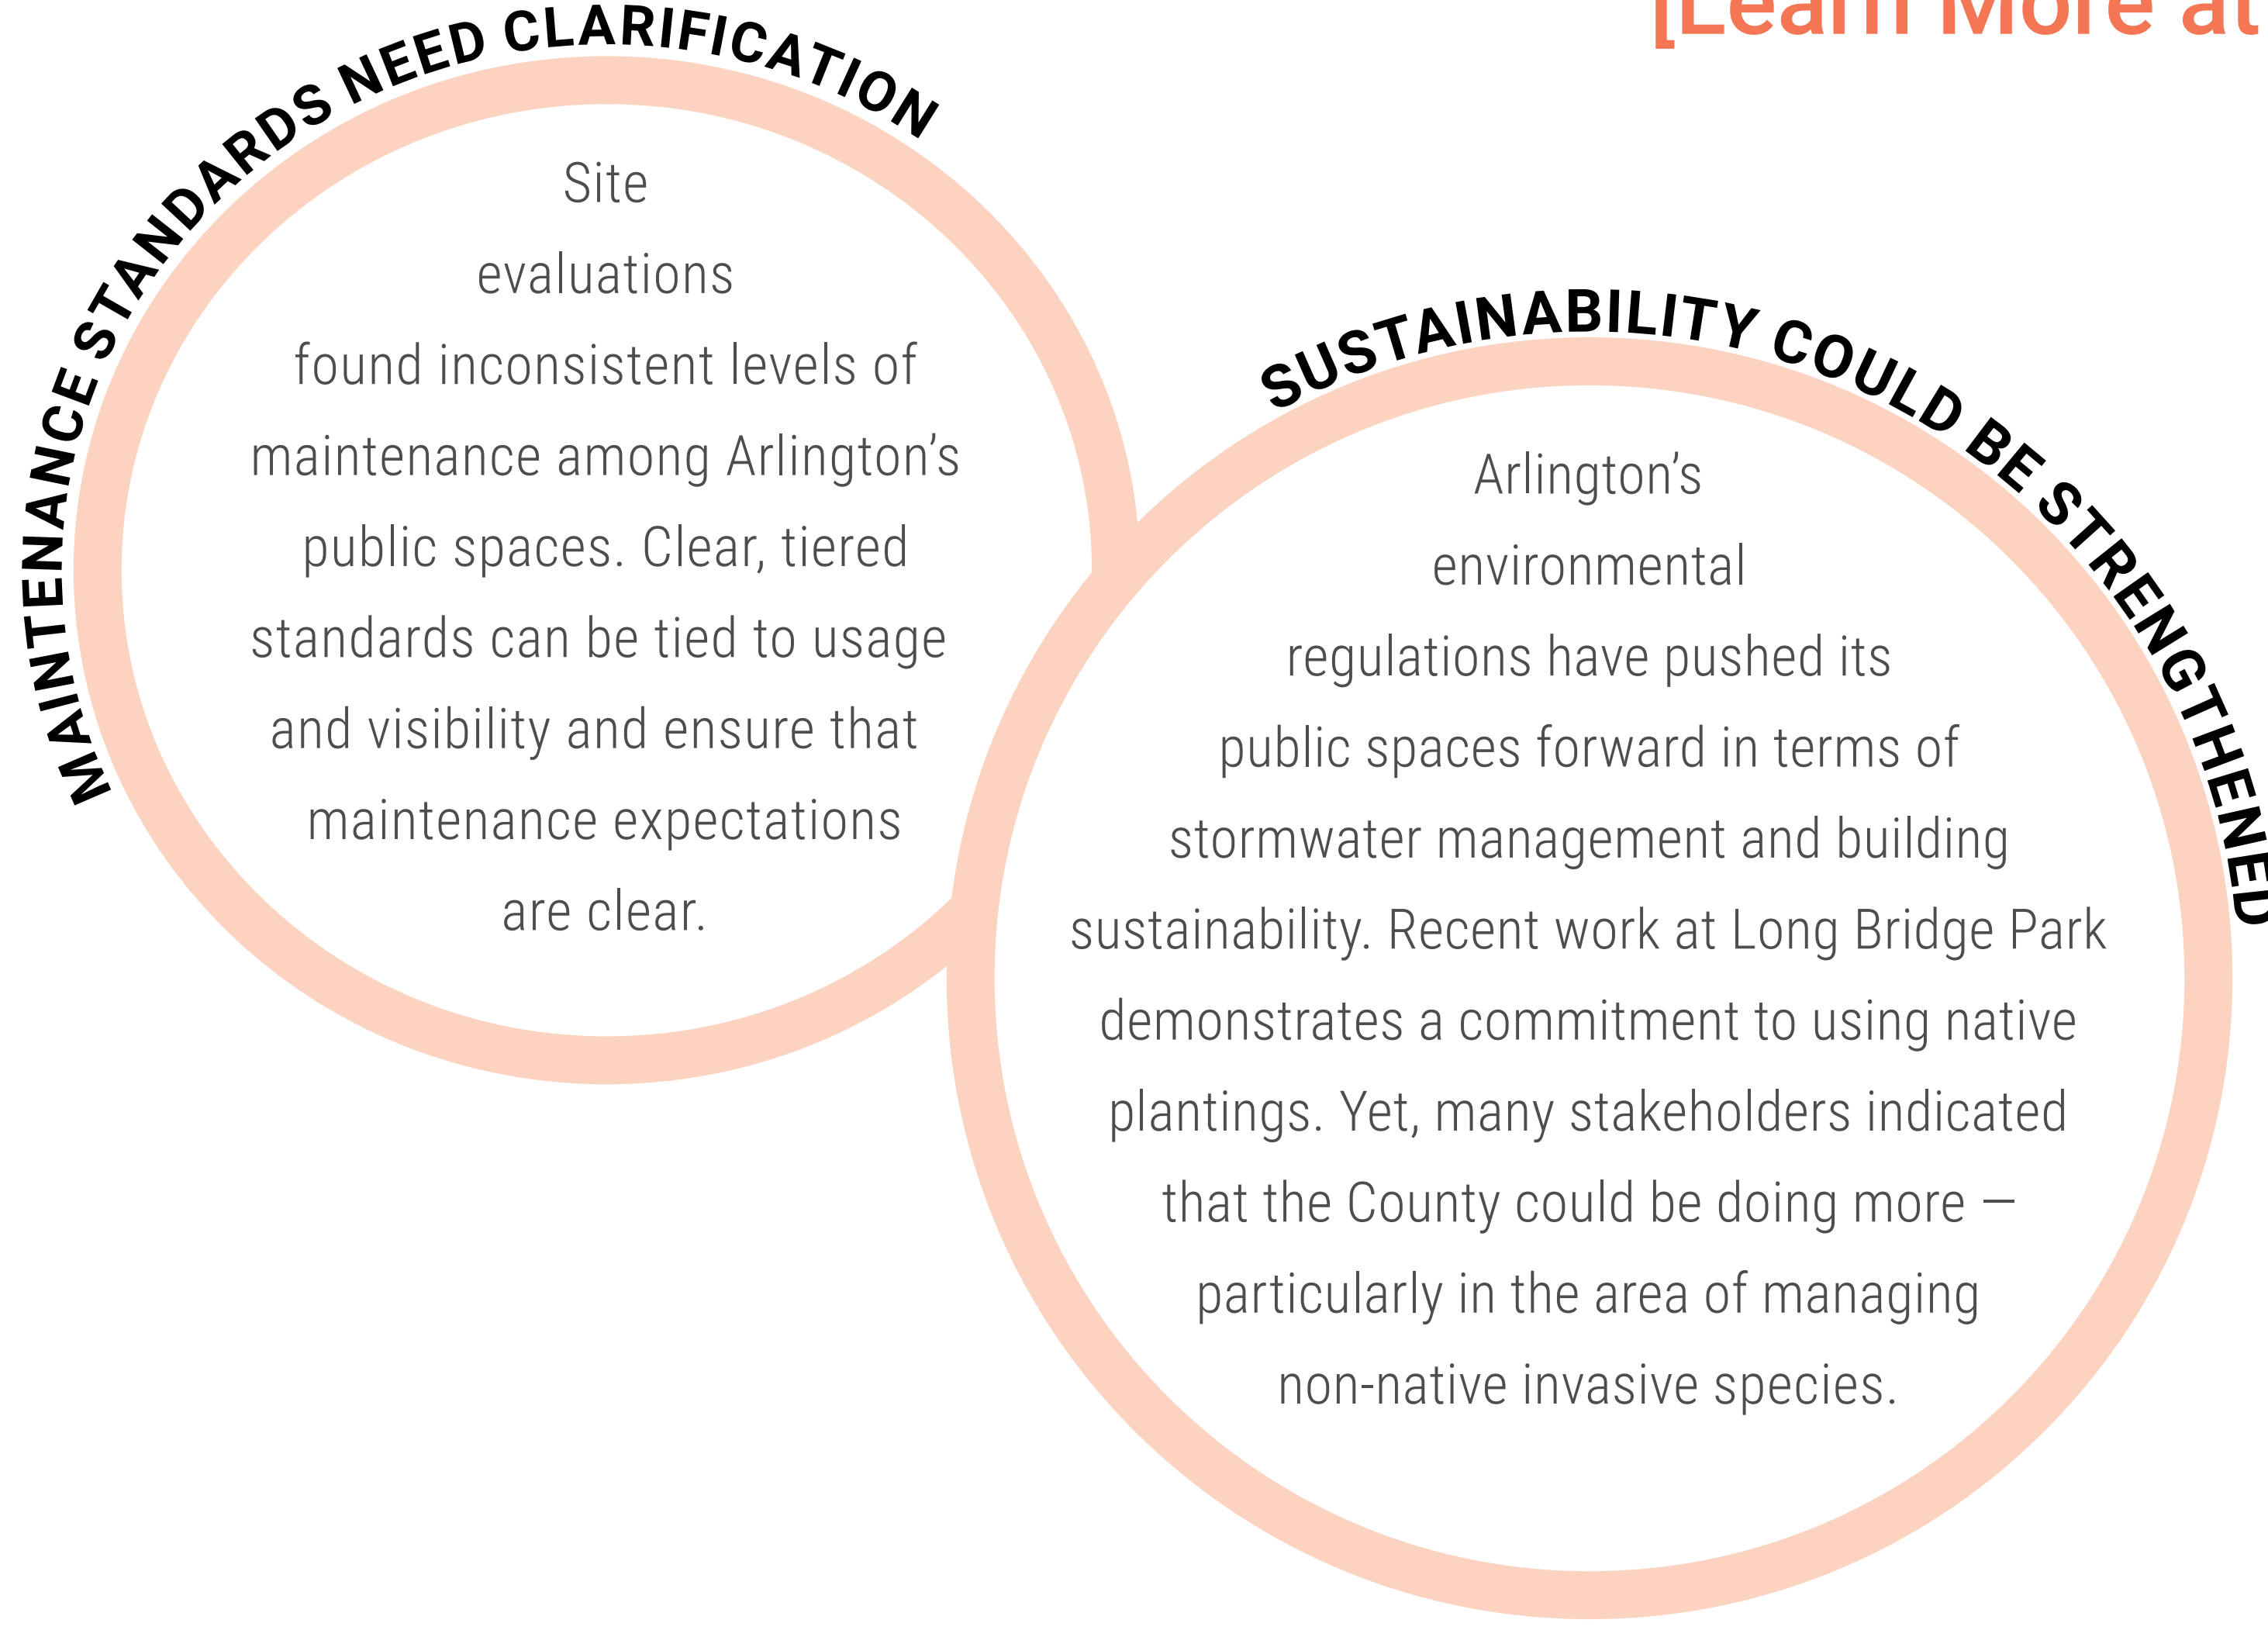 [Learn More at
MAINTENANCE STANDARDS NEED CLARIFICATION
Site
evaluations
found inconsistent levels of
maintenance among Arlington’s
public spaces. Clear, tiered
standards can be tied to usage
and visibility and ensure that
maintenance expectations
are clear.
SUSTAINABILITY COULD BE STRENGTHENED
Arlington’s
environmental
regulations have pushed its
public spaces forward in terms of
stormwater management and building
sustainability. Recent work at Long Bridge Park
demonstrates a commitment to using native
plantings. Yet, many stakeholders indicated
that the County could be doing more —
particularly in the area of managing
non-native invasive species.